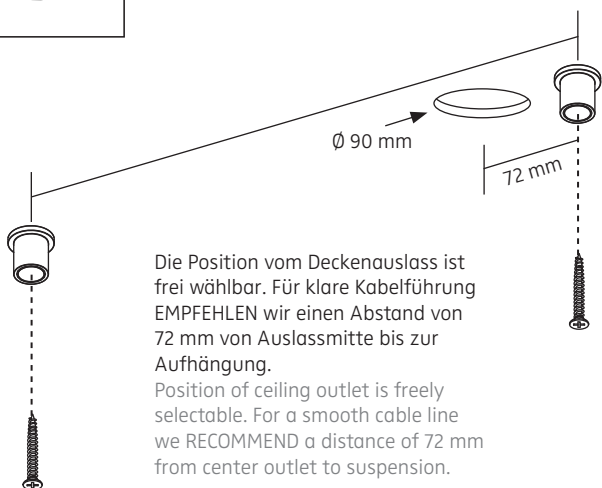 Ø 90 mm
72 mm
Die Position vom Deckenauslass ist
frei wählbar. Für klare Kabelführung
EMPFEHLEN wir einen Abstand von
72 mm von Auslassmitte bis zur
Aufhängung.
Position of ceiling outlet is freely
selectable. For a smooth cable line
we RECOMMEND a distance of 72 mm
from center outlet to suspension.